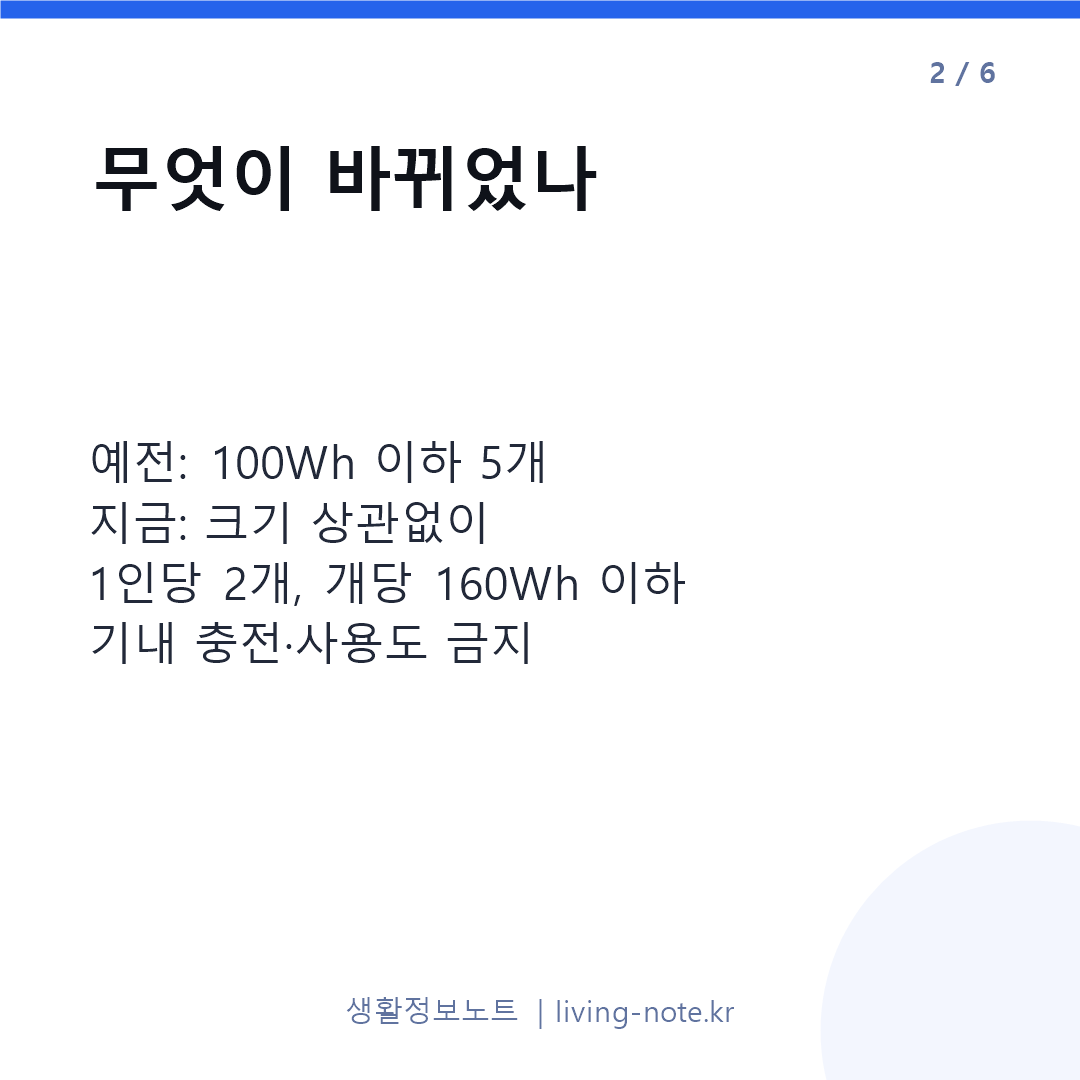 2 / 6
무엇이 바뀌었나
예전: 100Wh 이하 5개
지금: 크기 상관없이
1인당 2개, 개당 160Wh 이하
기내 충전·사용도 금지
생활정보노트 | living-note.kr